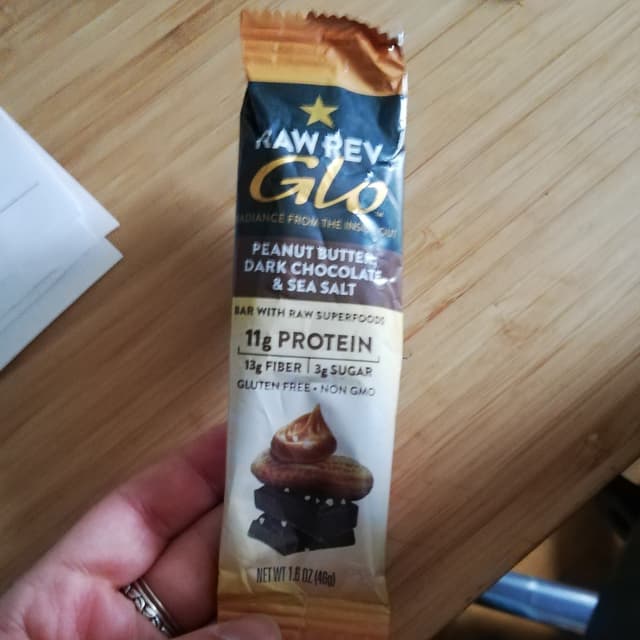 RAW REV
Glo
RADIANCE FROM THE INSIDE OUT
PEANUT BUTTER,
DARK CHOCOLATE
& SEA SALT
BAR WITH RAW SUPERFOODS
11g PROTEIN
13g FIBER | 3g SUGAR
GLUTEN FREE • NON GMO
NET WT 1.6 OZ (46g)